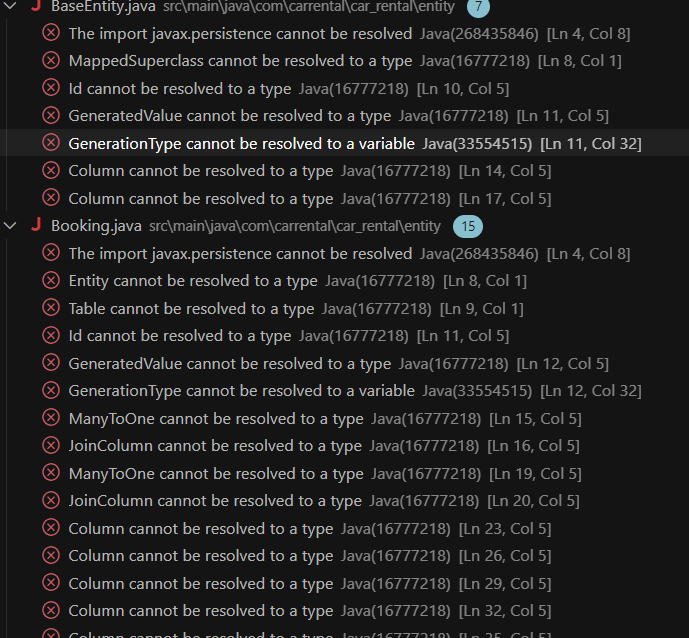 BaseEntity.java src\main\java\com\carrental\car_rental\entity 7
The import javax.persistence cannot be resolved Java(268435846) [Ln 4, Col 8]
MappedSuperclass cannot be resolved to a type Java(16777218) [Ln 8, Col 1]
Id cannot be resolved to a type Java(16777218) [Ln 10, Col 5]
GeneratedValue cannot be resolved to a type Java(16777218) [Ln 11, Col 5]
GenerationType cannot be resolved to a variable Java(33554515) [Ln 11, Col 32]
Column cannot be resolved to a type Java(16777218) [Ln 14, Col 5]
Column cannot be resolved to a type Java(16777218) [Ln 17, Col 5]
Booking.java src\main\java\com\carrental\car_rental\entity 15
The import javax.persistence cannot be resolved Java(268435846) [Ln 4, Col 8]
Entity cannot be resolved to a type Java(16777218) [Ln 8, Col 1]
Table cannot be resolved to a type Java(16777218) [Ln 9, Col 1]
Id cannot be resolved to a type Java(16777218) [Ln 11, Col 5]
GeneratedValue cannot be resolved to a type Java(16777218) [Ln 12, Col 5]
GenerationType cannot be resolved to a variable Java(33554515) [Ln 12, Col 32]
ManyToOne cannot be resolved to a type Java(16777218) [Ln 15, Col 5]
JoinColumn cannot be resolved to a type Java(16777218) [Ln 16, Col 5]
ManyToOne cannot be resolved to a type Java(16777218) [Ln 19, Col 5]
JoinColumn cannot be resolved to a type Java(16777218) [Ln 20, Col 5]
Column cannot be resolved to a type Java(16777218) [Ln 23, Col 5]
Column cannot be resolved to a type Java(16777218) [Ln 26, Col 5]
Column cannot be resolved to a type Java(16777218) [Ln 29, Col 5]
Column cannot be resolved to a type Java(16777218) [Ln 32, Col 5]
Column cannot be resolved to a type Java(16777218) [Ln 35, Col 5]